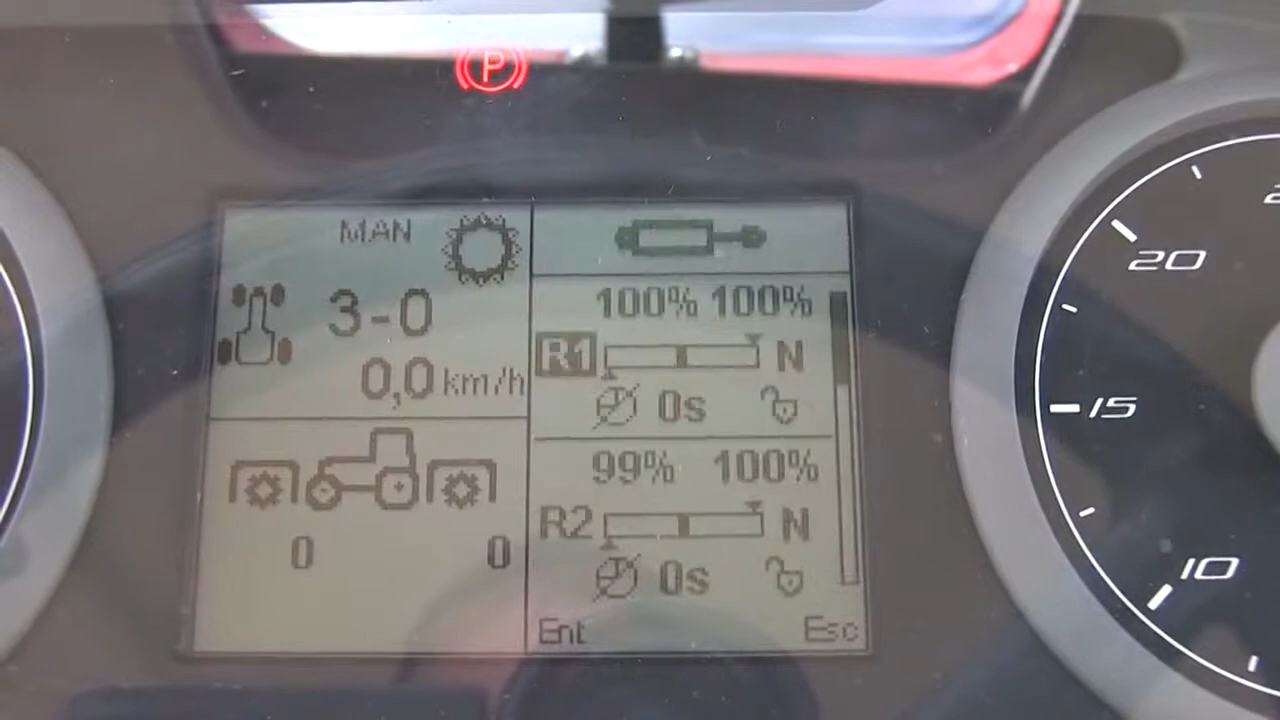 P
MAN
3-0
0,0 km/h
0 0
100% 100%
R1 N
0s
99% 100%
R2 N
0s
Ent Esc
20
15
10